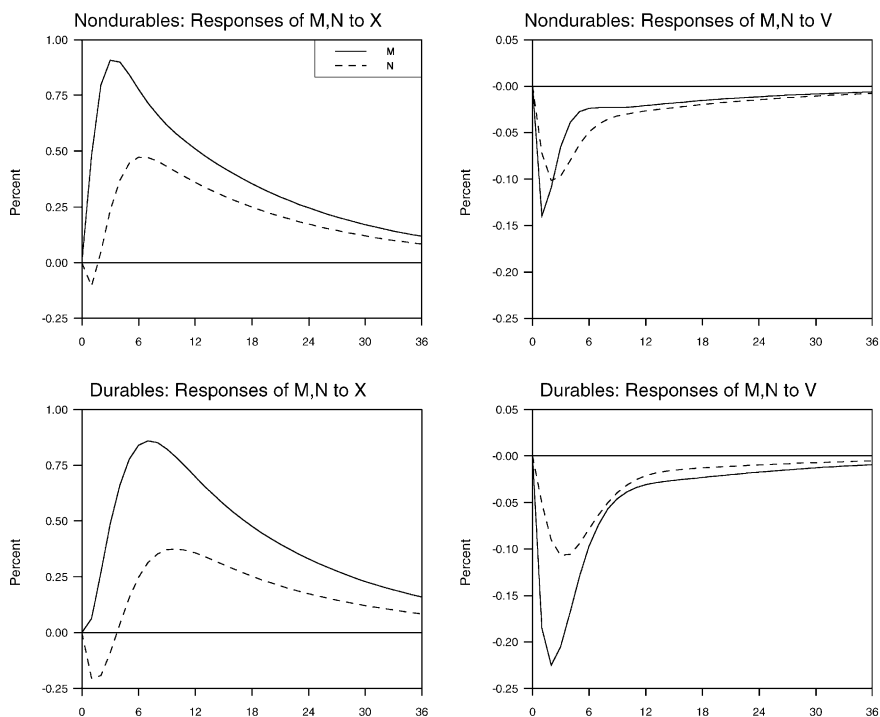 Nondurables: Responses of M,N to X
1.00
0.75
0.50
0.25
0.00
-0.25
Percent
M
N
0 6 12 18 24 30 36
Nondurables: Responses of M,N to V
0.05
-0.00
-0.05
-0.10
-0.15
-0.20
-0.25
Percent
0 6 12 18 24 30 36
Durables: Responses of M,N to X
1.00
0.75
0.50
0.25
0.00
-0.25
Percent
0 6 12 18 24 30 36
Durables: Responses of M,N to V
0.05
-0.00
-0.05
-0.10
-0.15
-0.20
-0.25
Percent
0 6 12 18 24 30 36